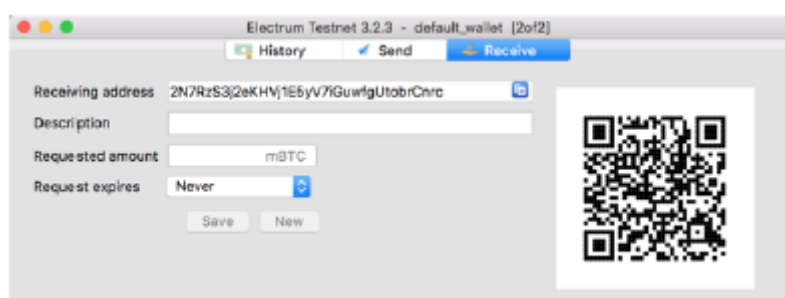 Electrum Testnet 3.2.3 - default_wallet [2of2]
History Send Receive
Receiving address 2N7RzS3j2eKHVj1E6yV7iGuwfgUtobrCnrc
Description
Requested amount mBTC
Request expires Never
Save New